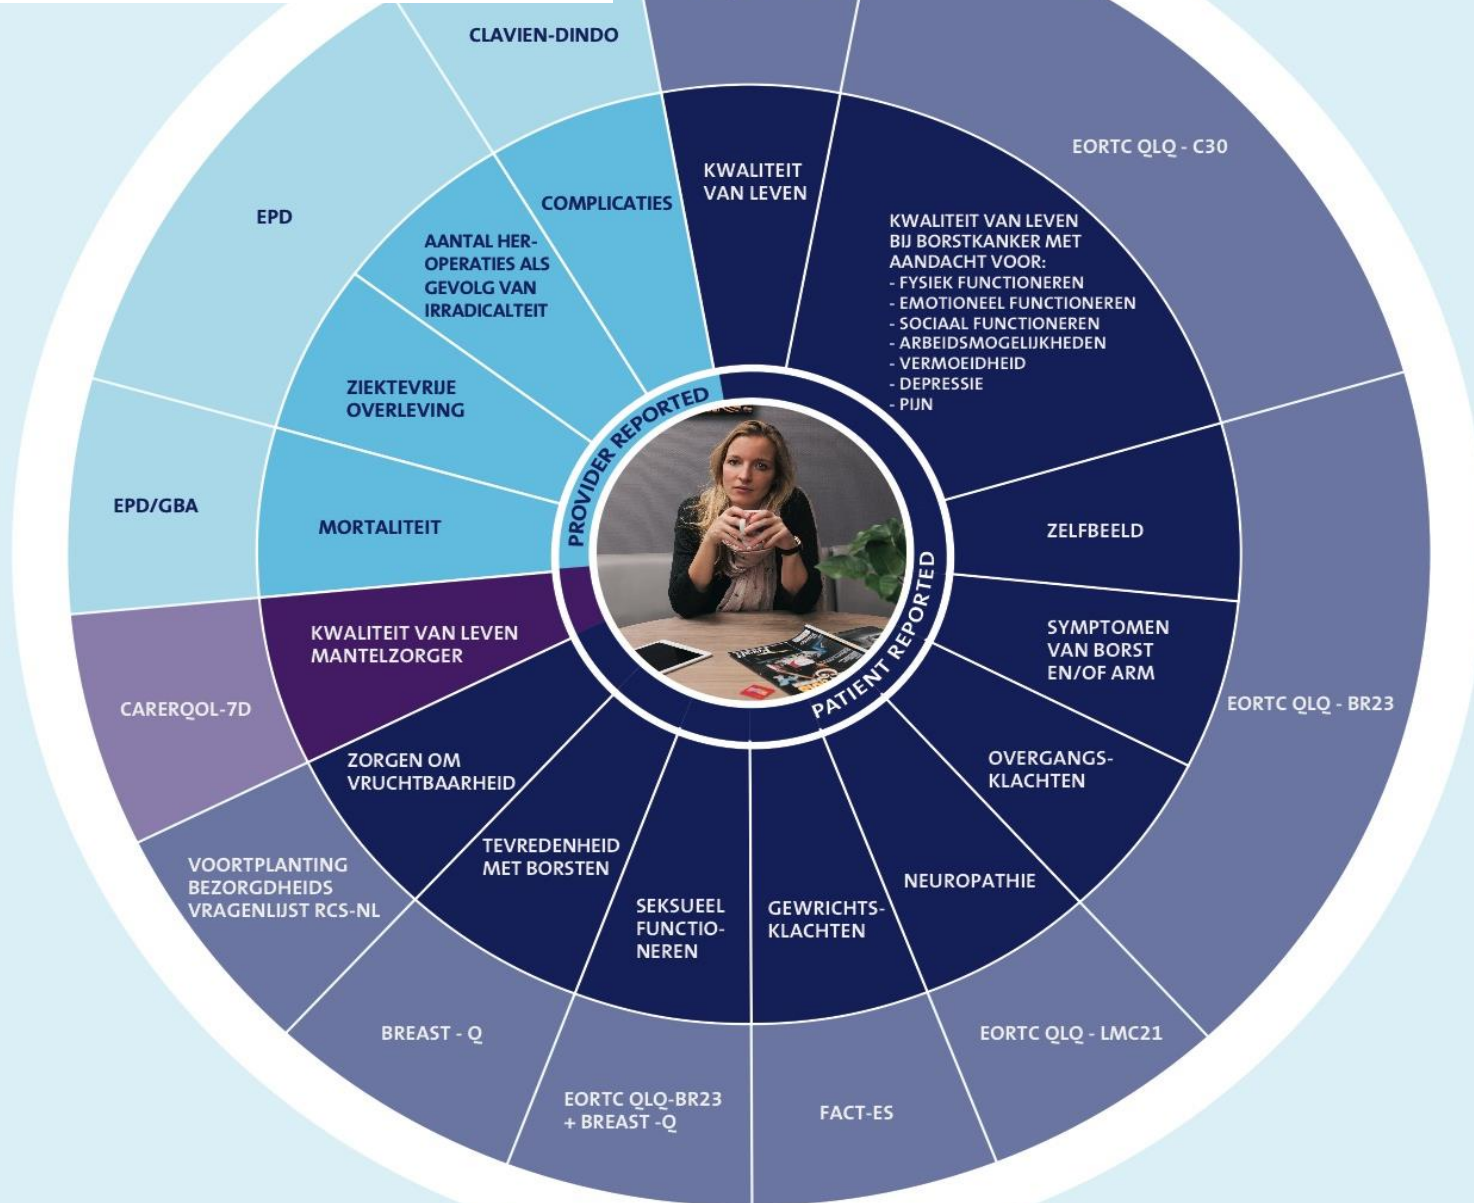 CLAVIEN-DINDO
EORTC QLQ - C30
KWALITEIT
VAN LEVEN
COMPLICATIES
EPD
KWALITEIT VAN LEVEN
BIJ BORSTKANKER MET
AANDACHT VOOR:
- FYSIEK FUNCTIONEREN
- EMOTIONEEL FUNCTIONEREN
- SOCIAAL FUNCTIONEREN
- ARBEIDSMOGELIJKHEDEN
- VERMOEIDHEID
- DEPRESSIE
- PIJN
AANTAL HER-
OPERATIES ALS
GEVOLG VAN
IRRADICALTEIT
ZIEKTEVRIJE
OVERLEVING
PROVIDER REPORTED
EPD/GBA
MORTALITEIT
ZELFBEELD
KWALITEIT VAN LEVEN
MANTELZORGER
SYMPTOMEN
VAN BORST
EN/OF ARM
PATIENT REPORTED
CARERQOL-7D
EORTC QLQ - BR23
ZORGEN OM
VRUCHTBAARHEID
OVERGANGS-
KLACHTEN
TEVREDENHEID
MET BORSTEN
VOORTPLANTING
BEZORGDHEIDS
VRAGENLIJST RCS-NL
NEUROPATHIE
SEKSUEEL
FUNCTIO-
NEREN
GEWRICHTS-
KLACHTEN
BREAST - Q
EORTC QLQ - LMC21
EORTC QLQ-BR23
+ BREAST -Q
FACT-ES